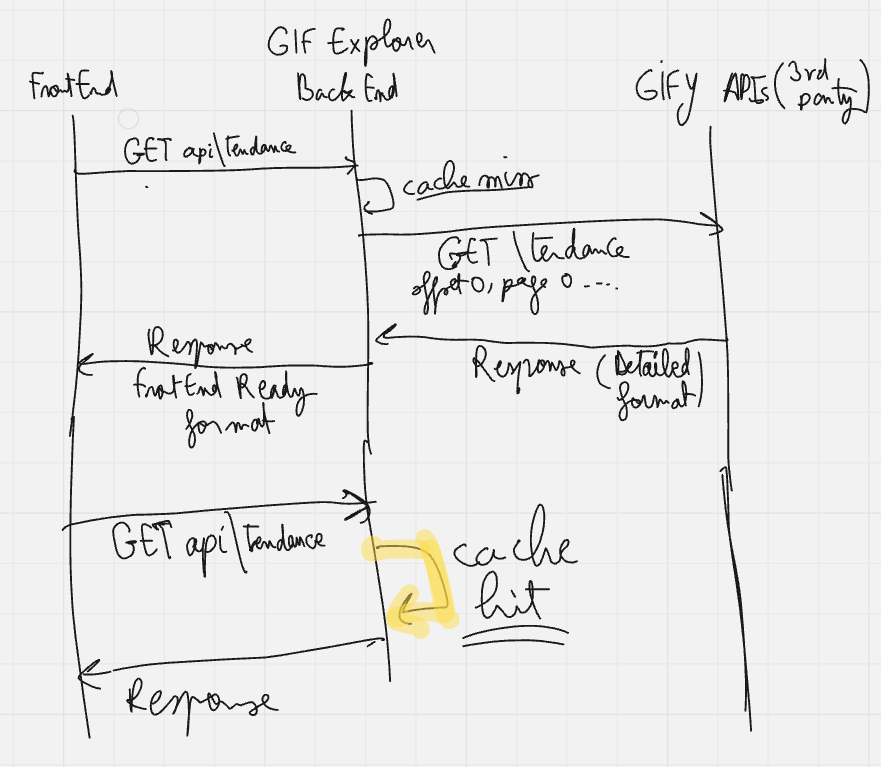 GIF Explorer
FrontEnd
Back End
GIFY APIs (3rd
party)
GET api\tendance
cache miss
GET \tendance
offset 0, page 0 ....
Response
Response (Detailed
format)
FrontEnd Ready
format
GET api\tendance
cache
hit
Response